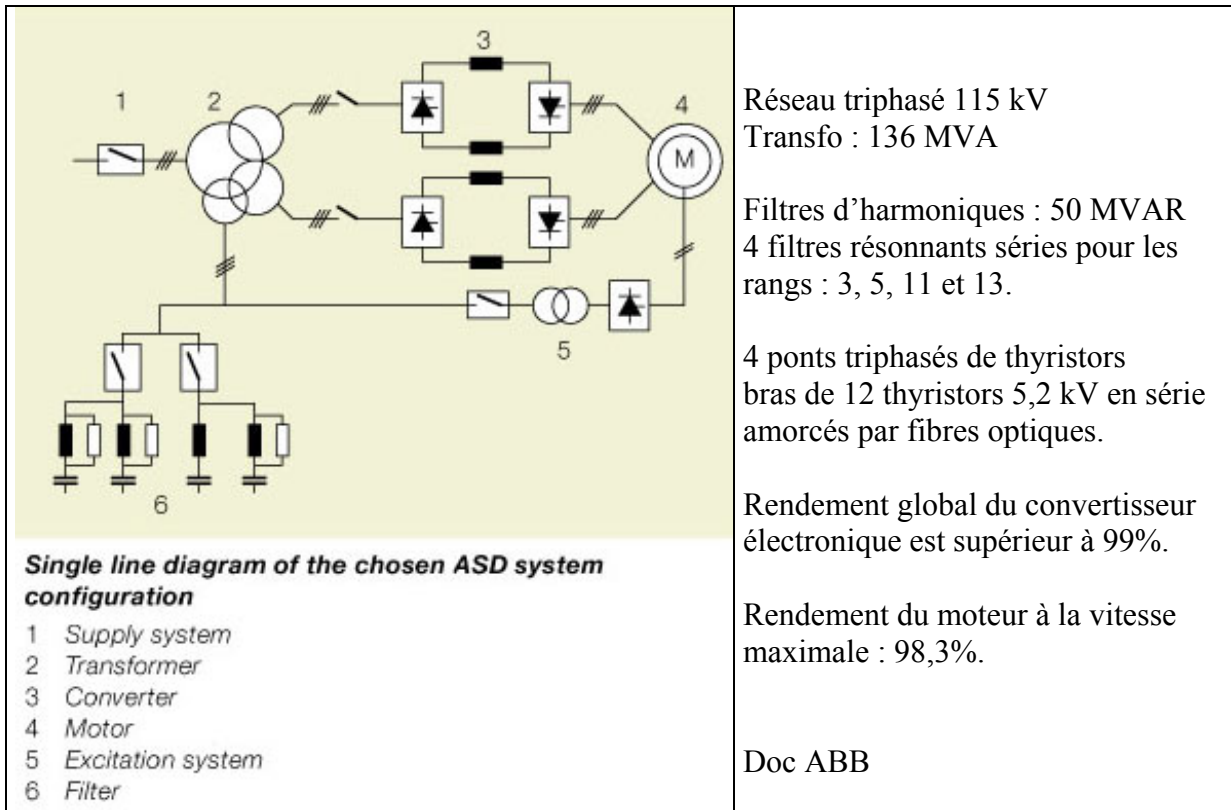 3
1
2
4
M
5
6
Single line diagram of the chosen ASD system
configuration
1 Supply system
2 Transformer
3 Converter
4 Motor
5 Excitation system
6 Filter
Réseau triphasé 115 kV
Transfo : 136 MVA
Filtres d’harmoniques : 50 MVAR
4 filtres résonnants séries pour les
rangs : 3, 5, 11 et 13.
4 ponts triphasés de thyristors
bras de 12 thyristors 5,2 kV en série
amorcés par fibres optiques.
Rendement global du convertisseur
électronique est supérieur à 99%.
Rendement du moteur à la vitesse
maximale : 98,3%.
Doc ABB